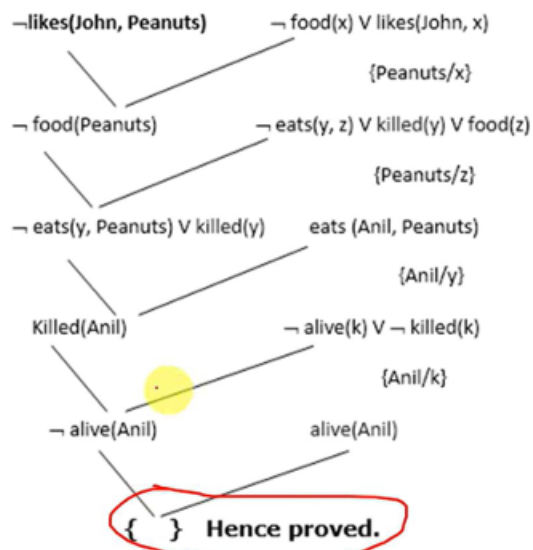 ¬likes(John, Peanuts) ¬ food(x) V likes(John, x)
{Peanuts/x}
¬ food(Peanuts) ¬ eats(y, z) V killed(y) V food(z)
{Peanuts/z}
¬ eats(y, Peanuts) V killed(y) eats (Anil, Peanuts)
{Anil/y}
Killed(Anil) ¬ alive(k) V ¬ killed(k)
{Anil/k}
¬ alive(Anil) alive(Anil)
{ } Hence proved.